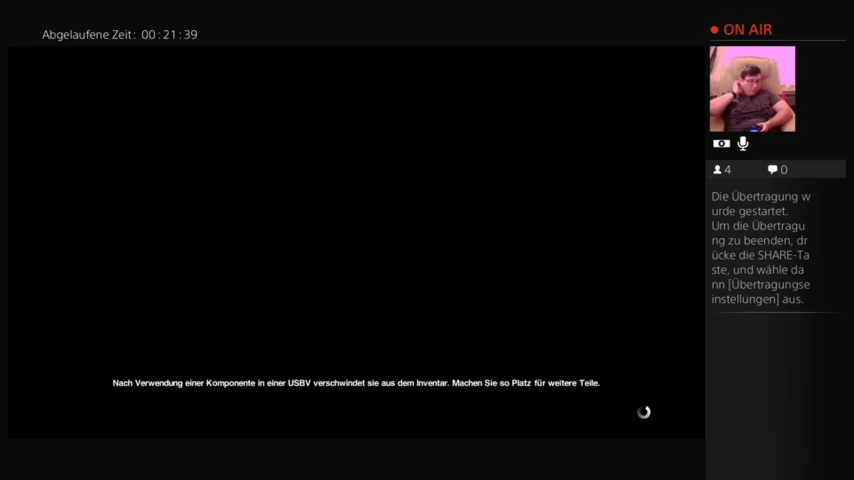 Abgelaufene Zeit: 00:21:39
ON AIR
4 0
Die Übertragung w
urde gestartet.
Um die Übertragu
ng zu beenden, dr
ücke die SHARE-Ta
ste, und wähle da
nn [Übertragungse
instellungen] aus.
Nach Verwendung einer Komponente in einer USBV verschwindet sie aus dem Inventar. Machen Sie so Platz für weitere Teile.